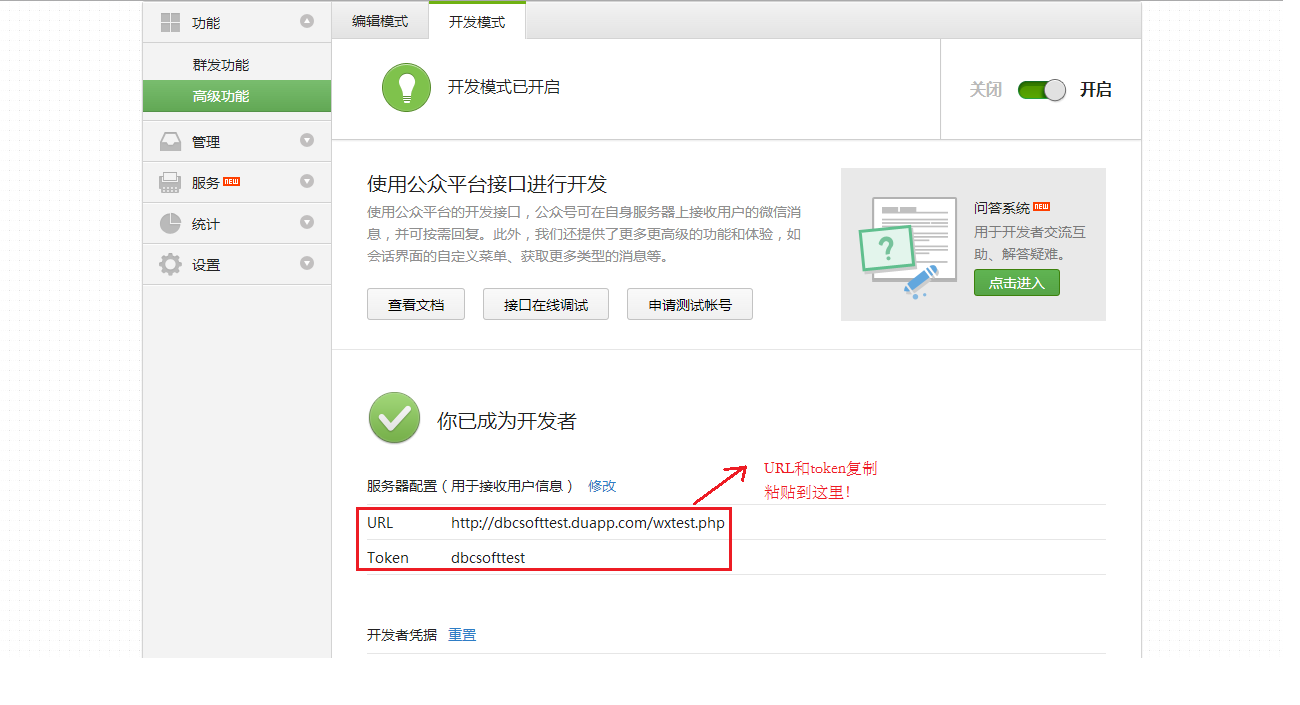 功能
群发功能
高级功能
管理
服务 NEW
统计
设置
编辑模式 开发模式
开发模式已开启
关闭 开启
使用公众平台接口进行开发
使用公众平台的开发接口，公众号可在自身服务器上接收用户的微信消
息，并可按需回复。此外，我们还提供了更多更高级的功能和体验，如
会话界面的自定义菜单、获取更多类型的消息等。
查看文档 接口在线调试 申请测试帐号
问答系统 NEW
用于开发者交流互
助、解答疑难。
点击进入
你已成为开发者
URL和token复制
粘贴到这里！
服务器配置（用于接收用户信息） 修改
URL http://dbcsofttest.duapp.com/wxtest.php
Token dbcsofttest
开发者凭据 重置